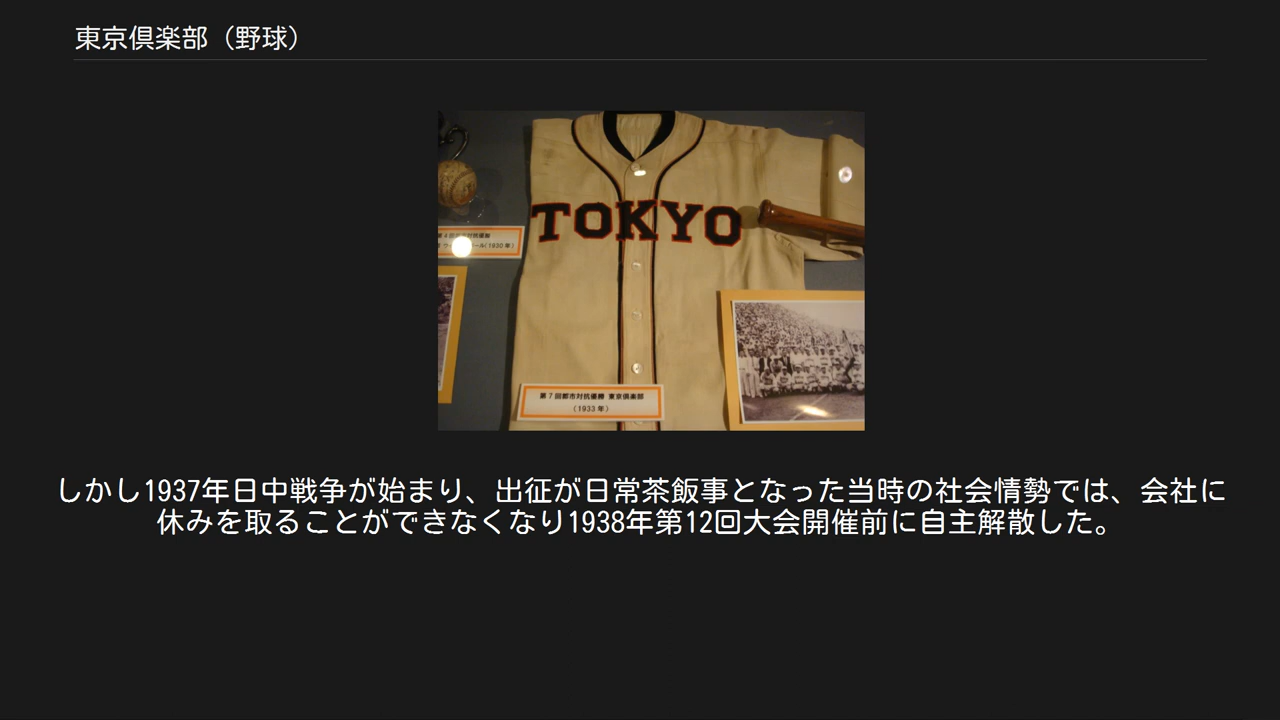 東京倶楽部（野球）
TOKYO
第7回都市対抗優勝 東京倶楽部
（1933年）
しかし1937年日中戦争が始まり、出征が日常茶飯事となった当時の社会情勢では、会社に
休みを取ることができなくなり1938年第12回大会開催前に自主解散した。